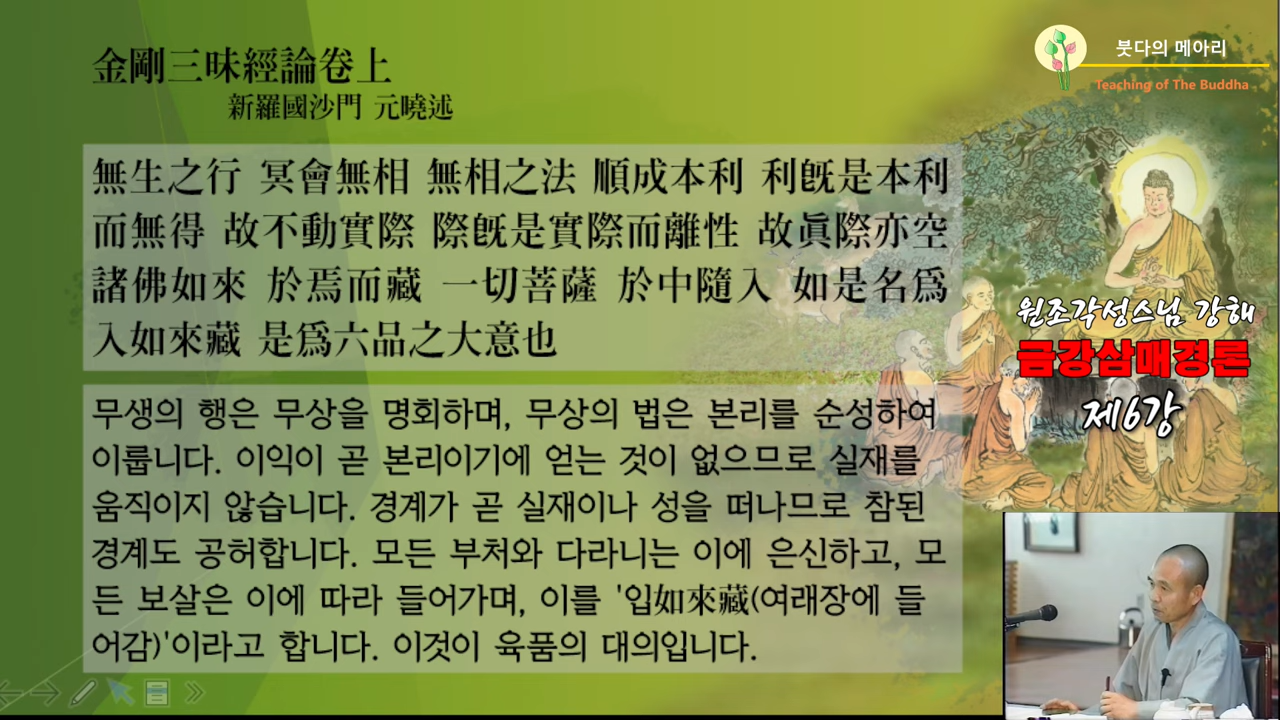 金剛三昧經論卷上
新羅國沙門 元曉述
無生之行 冥會無相 無相之法 順成本利 利旣是本利
而無得 故不動實際 際旣是實際而離性 故眞際亦空
諸佛如來 於焉而藏 一切菩薩 於中隨入 如是名爲
入如來藏 是爲六品之大意也
무생의 행은 무상을 명회하며, 무상의 법은 본리를 순성하여
이룹니다. 이익이 곧 본리이기에 얻는 것이 없으므로 실재를
움직이지 않습니다. 경계가 곧 실재이나 성을 떠나므로 참된
경계도 공허합니다. 모든 부처와 다라니는 이에 은신하고, 모
든 보살은 이에 따라 들어가며, 이를 '입如來藏(여래장에 들
어감)'이라고 합니다. 이것이 육품의 대의입니다.
붓다의 메아리
Teaching of The Buddha
원조각성스님 강해
금강삼매경론
제6강